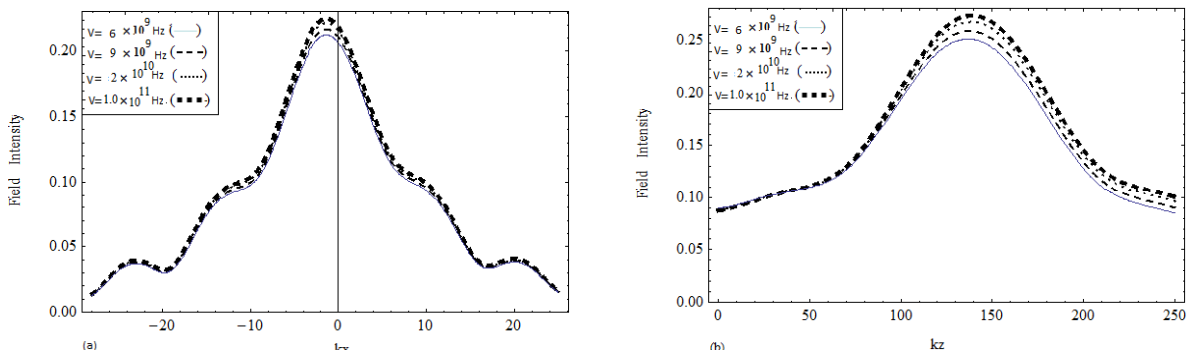 V= 6 ×10^9 Hz (——)
V= 9 ×10^9 Hz (---)
V= 2× 10^10 Hz (······)
V=1.0×10^11 Hz. (▪▪▪.)
Field Intensity
0.20
0.15
0.10
0.05
0.00
−20
−10
0
10
20
(a)
kx
V= 6 ×10^9 Hz (——)
V= 9 ×10^9 Hz (---)
V= 2× 10^10 Hz (······)
V=1.0×10^11 Hz. (▪▪▪.)
Field Intensity
0.25
0.20
0.15
0.10
0.05
0.00
0
50
100
150
200
250
(b)
kz